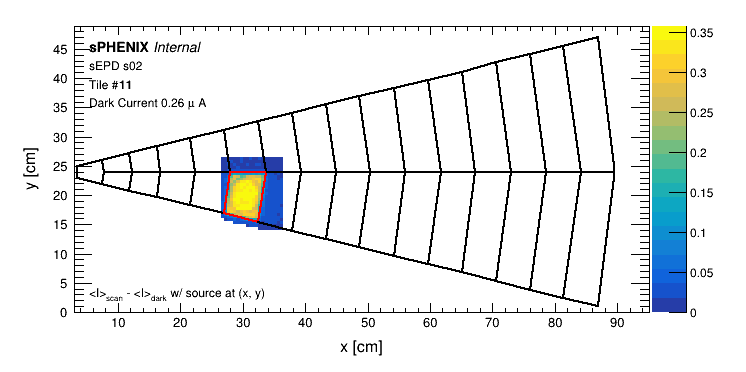 sPHENIX Internal
sEPD s02
Tile #11
Dark Current 0.26 μ A
<I>scan - <I>dark w/ source at (x, y)
y [cm]
45
40
35
30
25
20
15
10
5
0
10 20 30 40 50 60 70 80 90
x [cm]
0.35
0.3
0.25
0.2
0.15
0.1
0.05
0